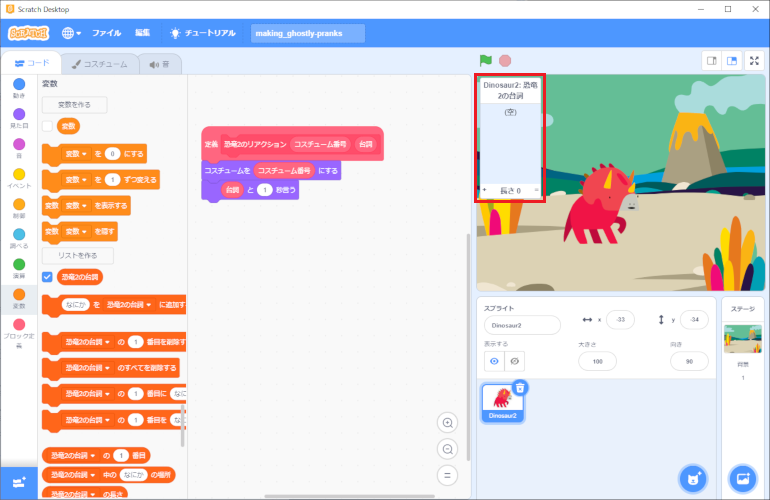 Scratch Desktop
SCRATCH
ファイル
編集
チュートリアル
making_ghostly-pranks
コード
コスチューム
音
動き
見た目
音
イベント
制御
調べる
演算
変数
ブロック定義
変数
変数を作る
変数
変数 を 0 にする
変数 を 1 ずつ変える
変数 変数 を表示する
変数 変数 を隠す
リストを作る
恐竜2の台詞
なにか を 恐竜2の台詞 に追加す
恐竜2の台詞 の 1 番目を削除す
恐竜2の台詞 のすべてを削除する
恐竜2の台詞 の 1 番目に なに
恐竜2の台詞 の 1 番目を なに
恐竜2の台詞 の 1 番目
恐竜2の台詞 中の なにか の場所
恐竜2の台詞 の長さ
定義 恐竜2のリアクション コスチューム番号 台詞
コスチュームを コスチューム番号 にする
台詞 と 1 秒言う
Dinosaur2: 恐竜2の台詞
(空)
+ 長さ 0 =
スプライト
Dinosaur2
x -33
y -34
表示する
大きさ
100
向き
90
Dinosaur2
ステージ
背景
1